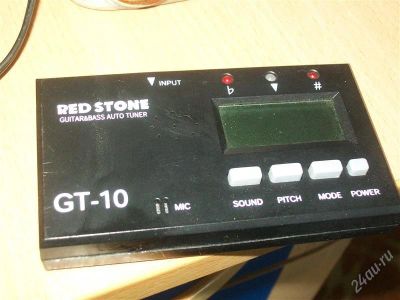 ▼ INPUT
♭ ▼ #
RED STONE
GUITAR&BASS AUTO TUNER
GT-10
MIC
SOUND PITCH MODE POWER
24au.ru